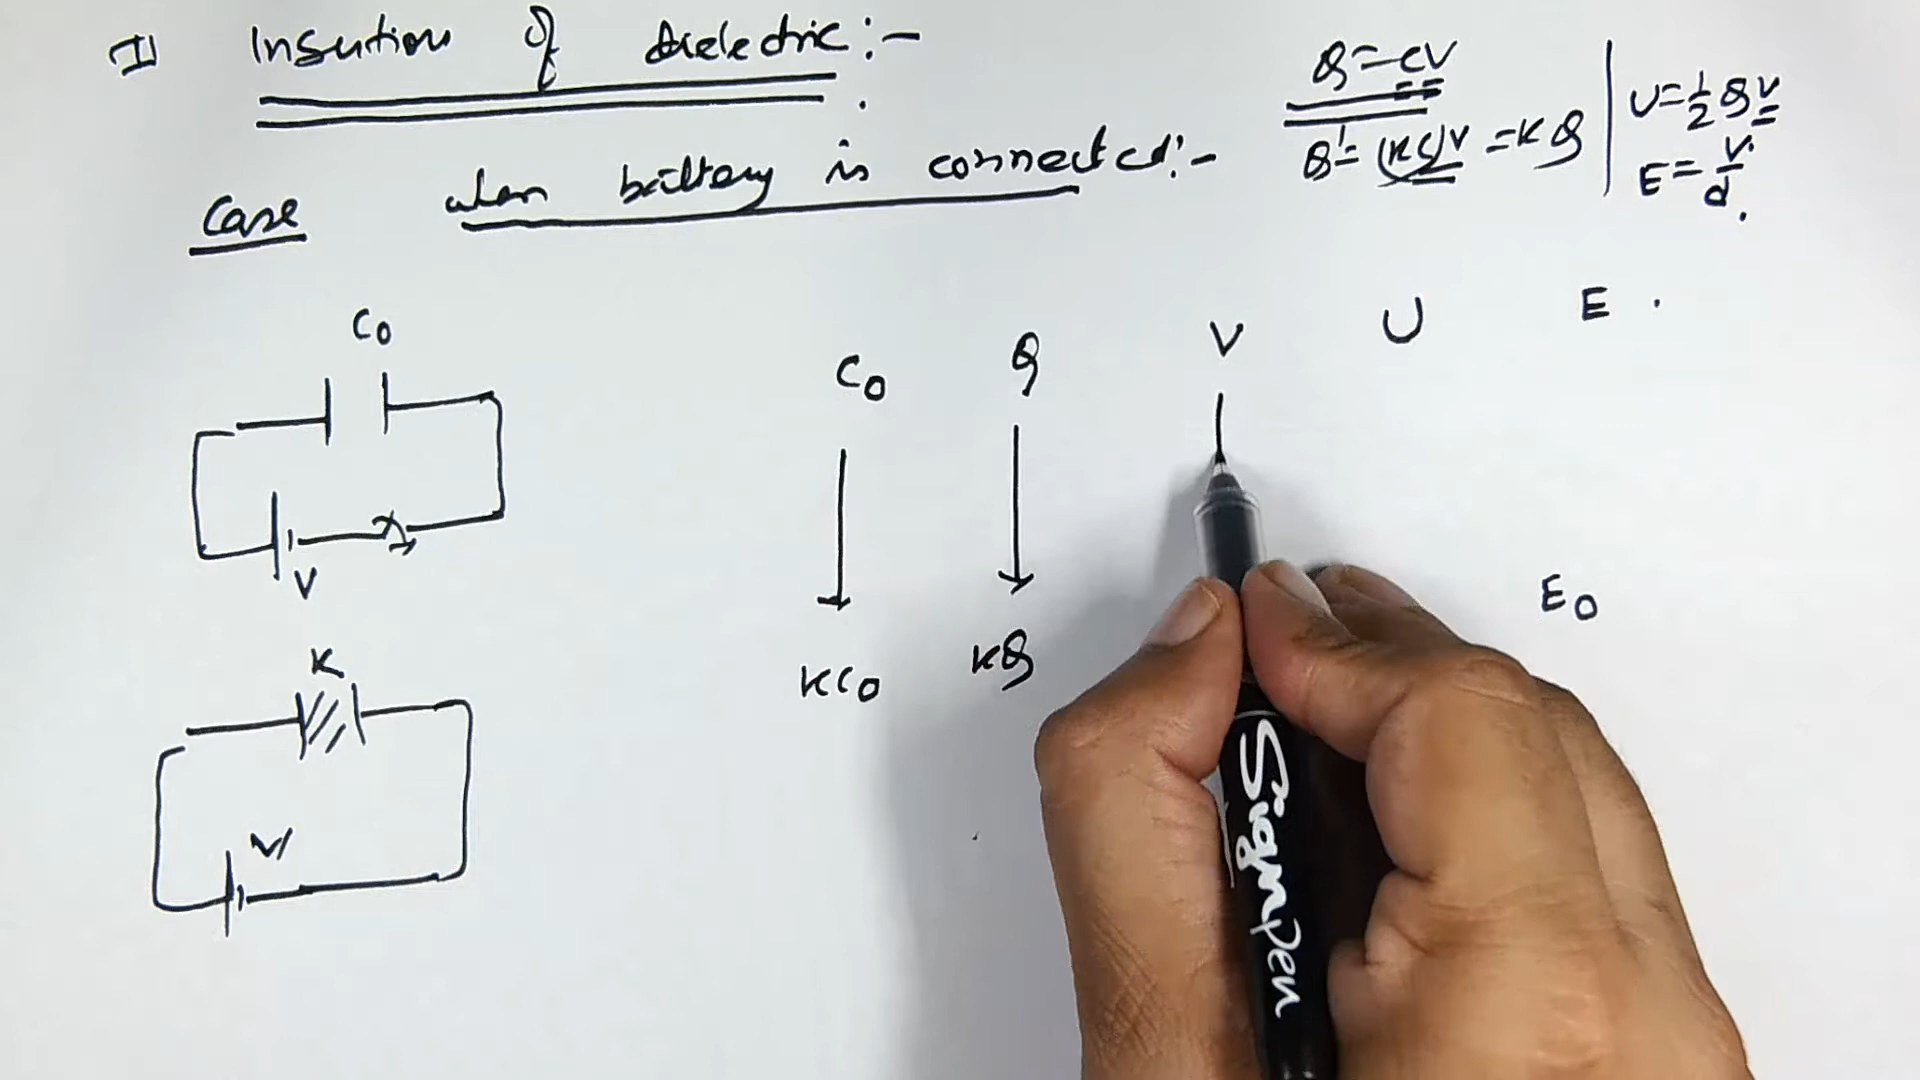 I Insertion of dielectric :-
Case when battery is connected :-
Q = CV
Q' = (KC)V = KQ
U = 1/2 QV
E = V/d.
C0
V
K
V
C0 Q V U E .
KC0 KQ E0
Signpen